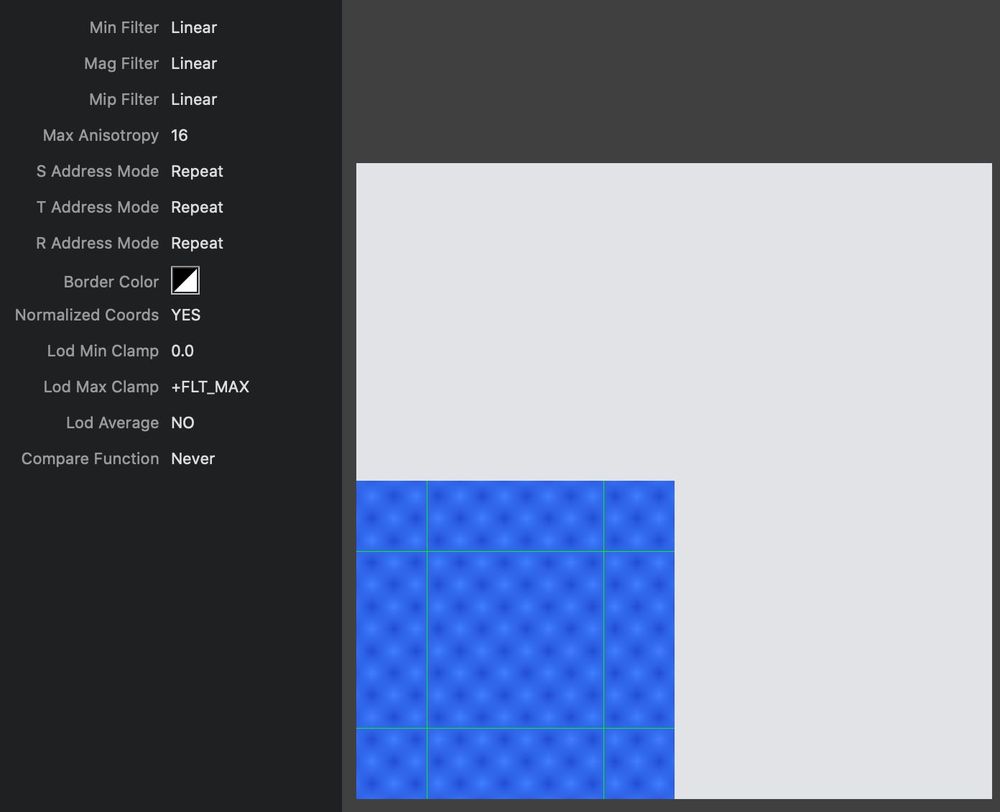 Min Filter Linear
Mag Filter Linear
Mip Filter Linear
Max Anisotropy 16
S Address Mode Repeat
T Address Mode Repeat
R Address Mode Repeat
Border Color
Normalized Coords YES
Lod Min Clamp 0.0
Lod Max Clamp +FLT_MAX
Lod Average NO
Compare Function Never